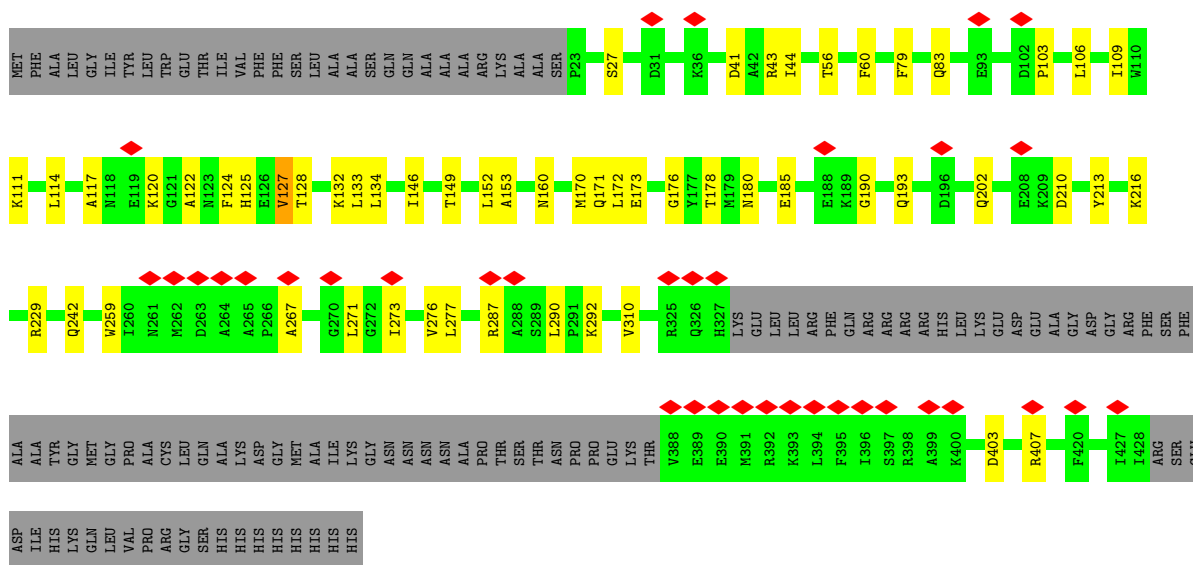 MET PHE ALA LEU GLY ILE TYR LEU TRP GLU THR ILE VAL PHE PHE SER LEU ALA ALA SER GLN GLN ALA ALA ALA ARG LYS ALA ALA SER P23 S27 D31 K36 D41 A42 R43 I44 T56 F60 F79 Q83 E93 D102 P103 L106 I109 W110
K111 L114 A117 N118 E119 K120 G121 A122 N123 F124 H125 E126 V127 T128 K132 L133 L134 I146 T149 L152 A153 N160 M170 Q171 L172 E173 G176 Y177 T178 M179 N180 E185 E188 K189 G190 Q193 D196 Q202 E208 K209 D210 Y213 K216
R229 Q242 W259 I260 N261 M262 D263 A264 A265 P266 A267 G270 L271 G272 I273 V276 L277 R287 A288 S289 L290 P291 K292 V310 R325 Q326 H327 LYS GLU LEU LEU ARG PHE GLN ARG ARG ARG ARG HIS LEU LYS GLU ASP GLU ALA GLY ASP GLY ARG PHE SER PHE
ALA ALA TYR GLY MET GLY PRO ALA CYS LEU GLN ALA LYS ASP GLY MET ALA ILE LYS GLY ASN ASN ASN ASN ALA PRO THR SER THR ASN PRO PRO GLU LYS THR V388 E389 E390 M391 R392 K393 L394 F395 I396 S397 R398 A399 K400 D403 R407 F420 I427 I428 ARG SER
ASP ILE HIS LYS GLN LEU VAL PRO ARG GLY SER HIS HIS HIS HIS HIS HIS HIS HIS